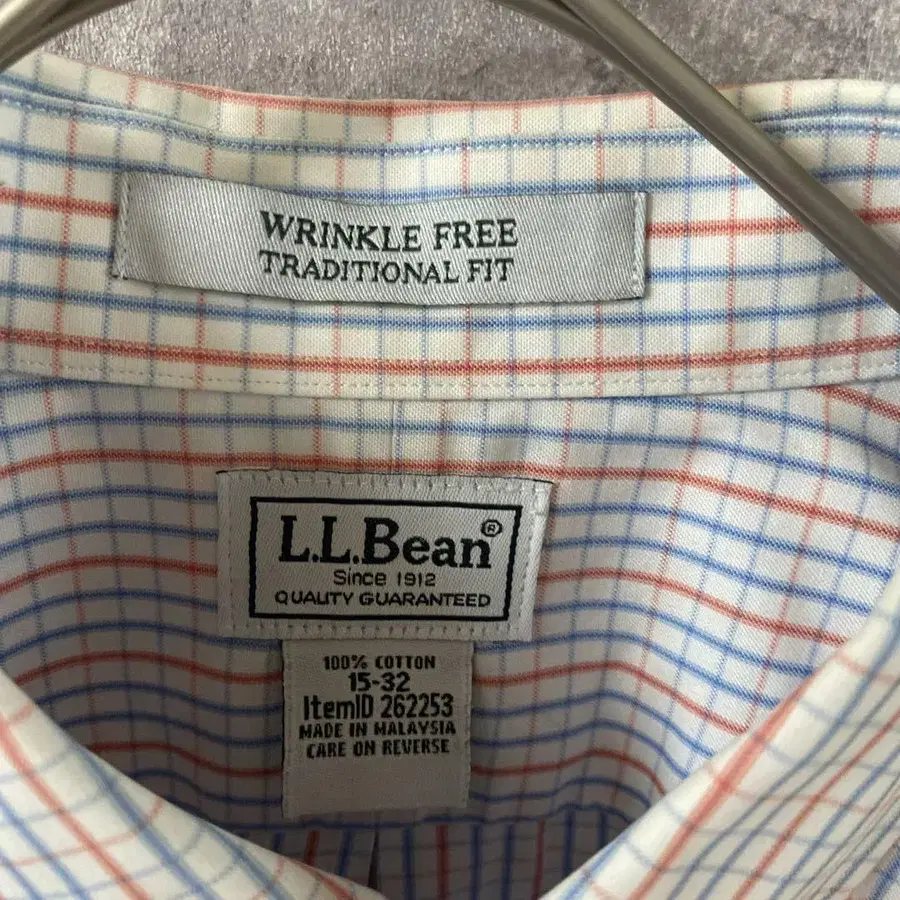 WRINKLE FREE
TRADITIONAL FIT
L.L.Bean®
Since 1912
QUALITY GUARANTEED
100% COTTON
15-32
ItemID 262253
MADE IN MALAYSIA
CARE ON REVERSE